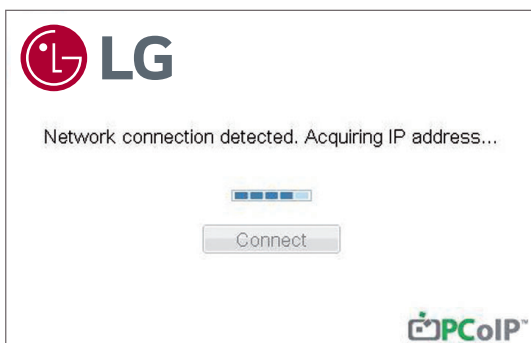 LG
Network connection detected. Acquiring IP address...
Connect
PCoIP™